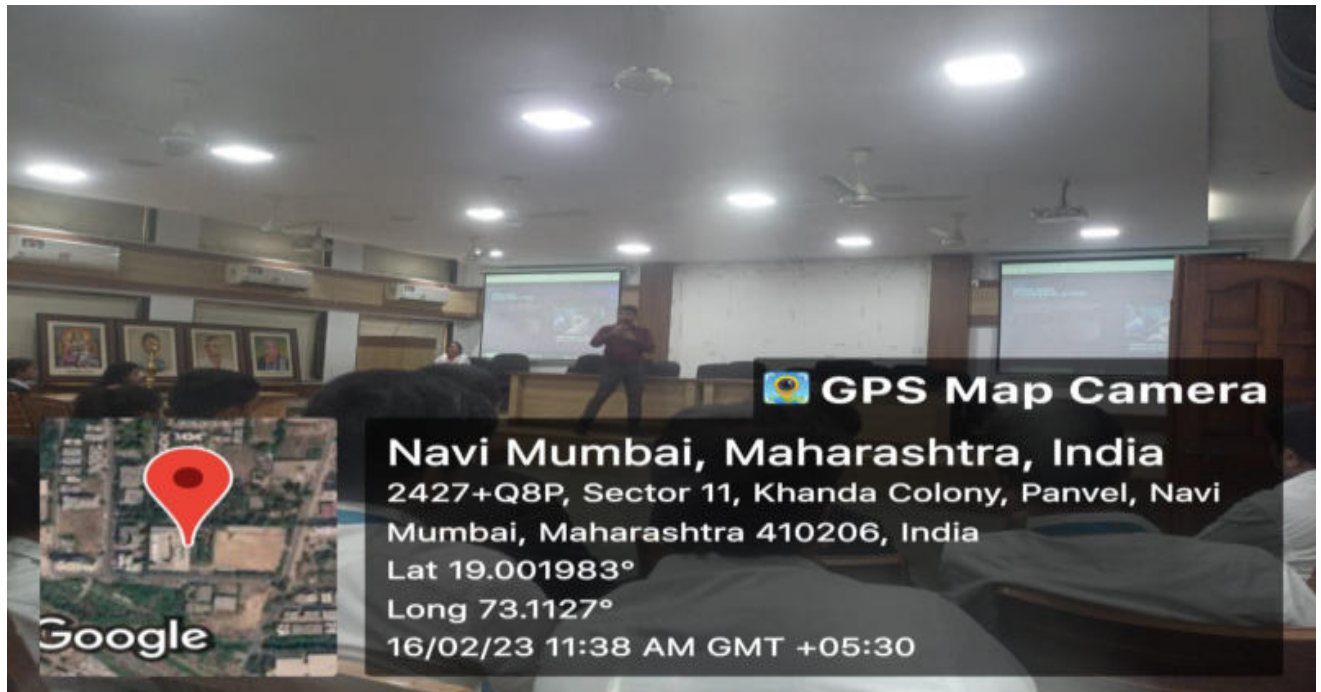 GPS Map Camera
Navi Mumbai, Maharashtra, India
2427+Q8P, Sector 11, Khanda Colony, Panvel, Navi
Mumbai, Maharashtra 410206, India
Lat 19.001983°
Long 73.1127°
16/02/23 11:38 AM GMT +05:30
Google